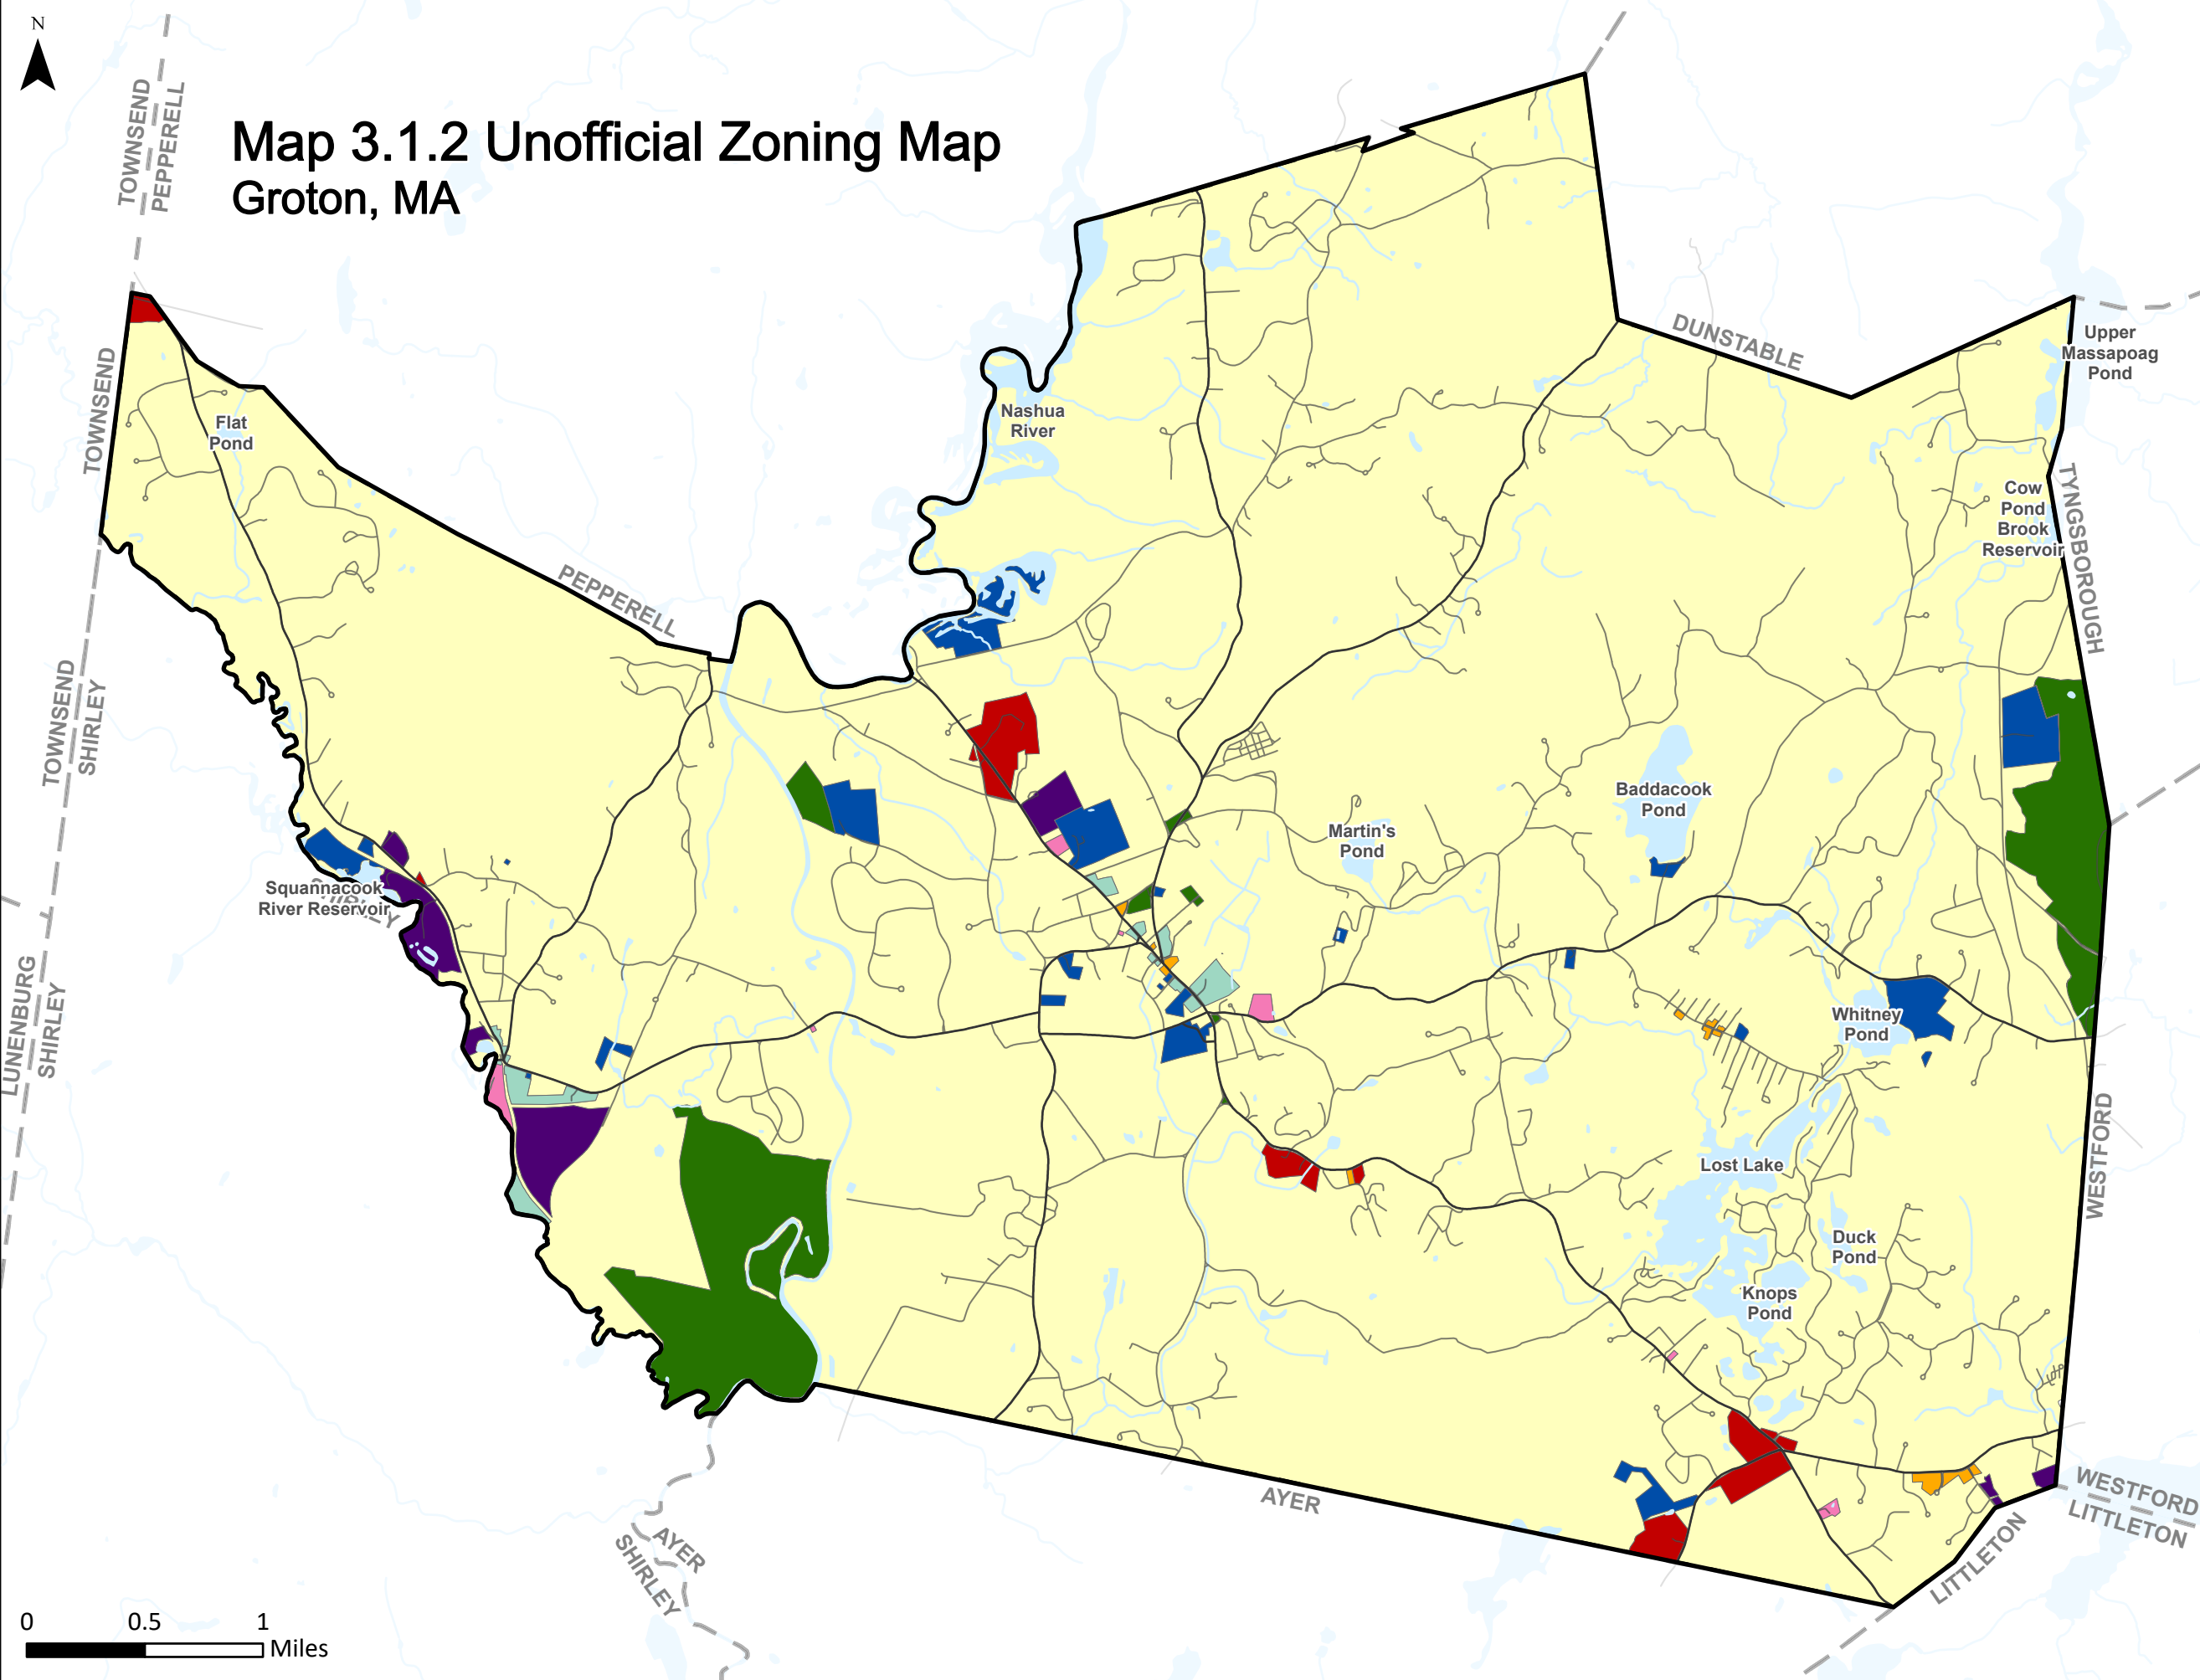 N
TOWNSEND
PEPPERELL
Map 3.1.2 Unofficial Zoning Map
Groton, MA
DUNSTABLE
Upper
Massapoag
Pond
TOWNSEND
Flat
Pond
Nashua
River
Cow
Pond
Brook
Reservoir
TYNGSBOROUGH
PEPPERELL
TOWNSEND
SHIRLEY
Baddacook
Pond
Martin's
Pond
Squannacook
River Reservoir
SHIRLEY
LUNENBURG
SHIRLEY
Whitney
Pond
WESTFORD
Lost Lake
Duck
Pond
Knops
Pond
AYER
WESTFORD
LITTLETON
LITTLETON
AYER
SHIRLEY
0 0.5 1
Miles